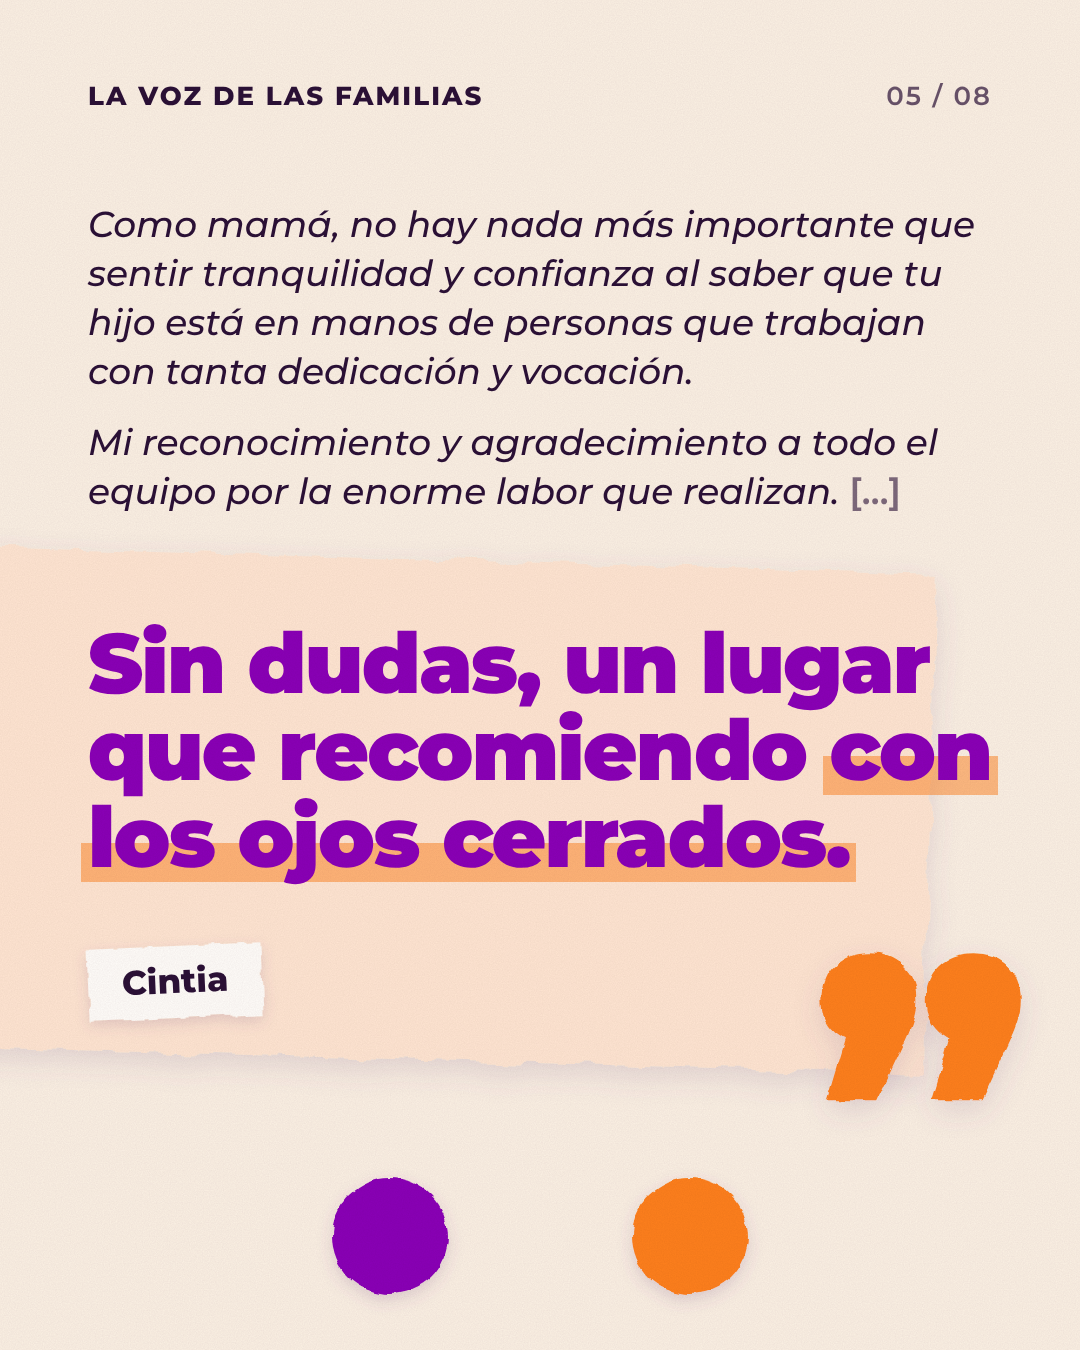 LA VOZ DE LAS FAMILIAS
05 / 08
Como mamá, no hay nada más importante que
sentir tranquilidad y confianza al saber que tu
hijo está en manos de personas que trabajan
con tanta dedicación y vocación.
Mi reconocimiento y agradecimiento a todo el
equipo por la enorme labor que realizan. [...]
Sin dudas, un lugar
que recomiendo con
los ojos cerrados.
Cintia
”